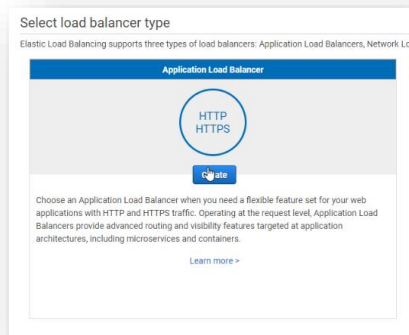 Select load balancer type
Elastic Load Balancing supports three types of load balancers: Application Load Balancers, Network
Application Load Balancer
HTTP
HTTPS
Create
Choose an Application Load Balancer when you need a flexible feature set for your web
applications with HTTP and HTTPS traffic. Operating at the request level, Application Load
Balancers provide advanced routing and visibility features targeted at application
architectures, including microservices and containers.
Learn more >